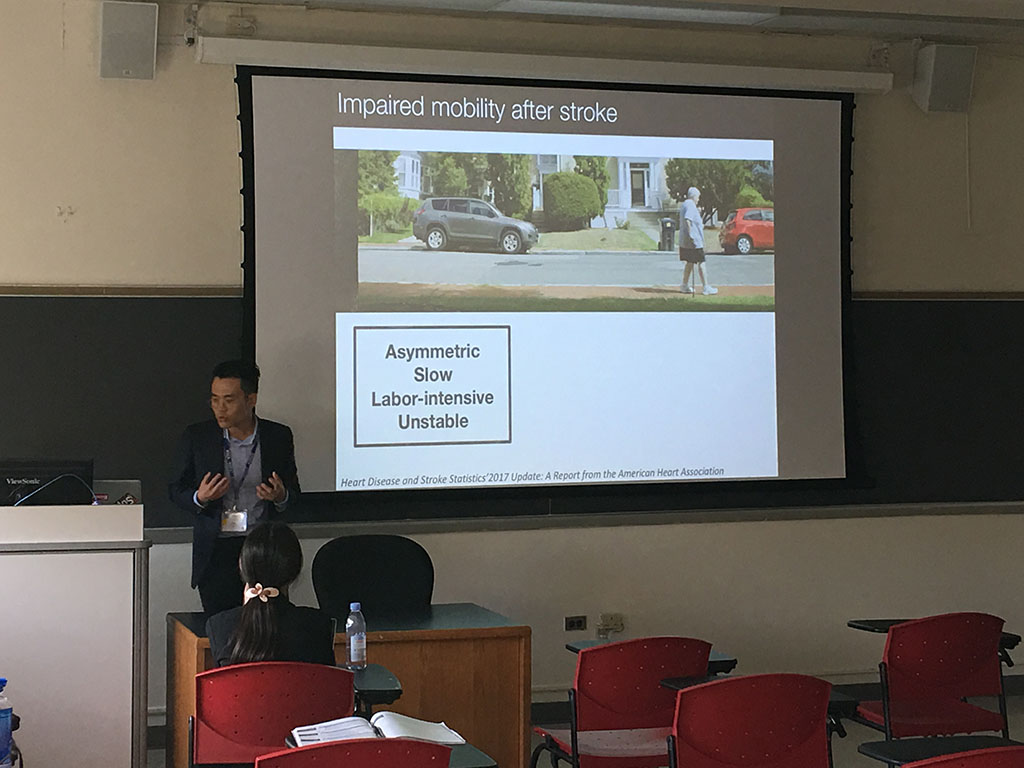 Impaired mobility after stroke
Asymmetric
Slow
Labor-intensive
Unstable
Heart Disease and Stroke Statistics'2017 Update: A Report from the American Heart Association
ViewSonic